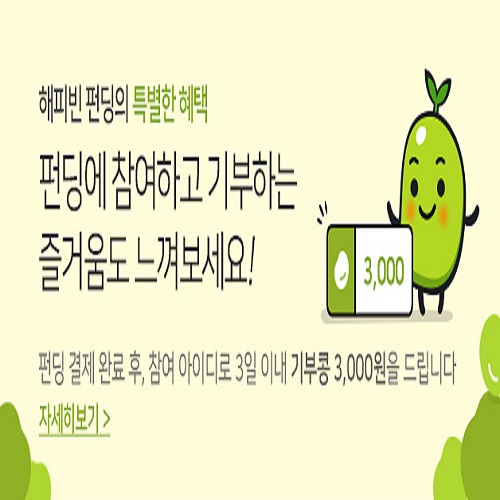 해피빈 펀딩의 특별한 혜택
펀딩에 참여하고 기부하는
즐거움도 느껴보세요!
3,000
펀딩 결제 완료 후, 참여 아이디로 3일 이내 기부콩 3,000원을 드립니다
자세히보기 >